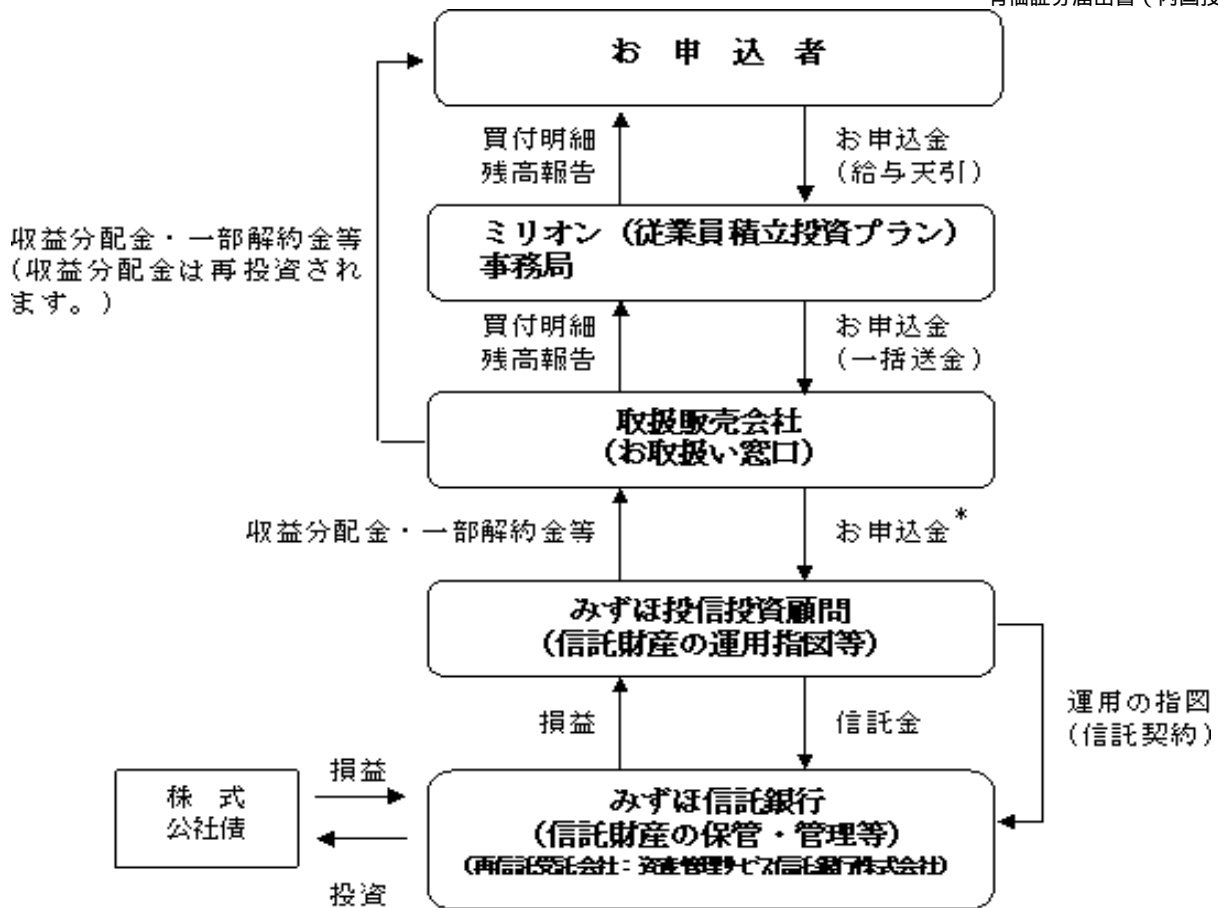 お 申 込 者
買付明細
残高報告
お申込金
(給与天引)
収益分配金・一部解約金等
(収益分配金は再投資され
ます。)
ミリオン (従業員積立投資プラン)
事務局
買付明細
残高報告
お申込金
(一括送金)
取扱販売会社
(お取扱い窓口)
収益分配金・一部解約金等
お申込金*
みずほ投信投資顧問
(信託財産の運用指図等)
損益
信託金
運用の指図
(信託契約)
株 式
公社債
損益
投資
みずほ信託銀行
(信託財産の保管・管理等)
(再信託受託会社:資産管理サービス信託銀行株式会社)